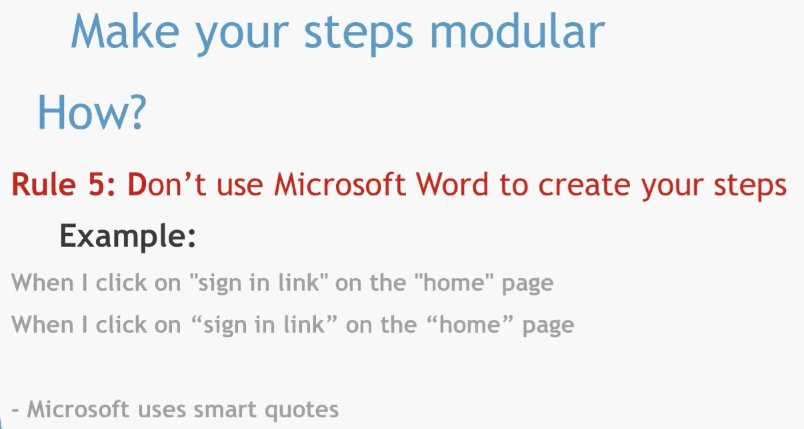 Make your steps modular
How?
Rule 5: Don’t use Microsoft Word to create your steps
Example:
When I click on "sign in link" on the "home" page
When I click on “sign in link” on the “home” page
- Microsoft uses smart quotes